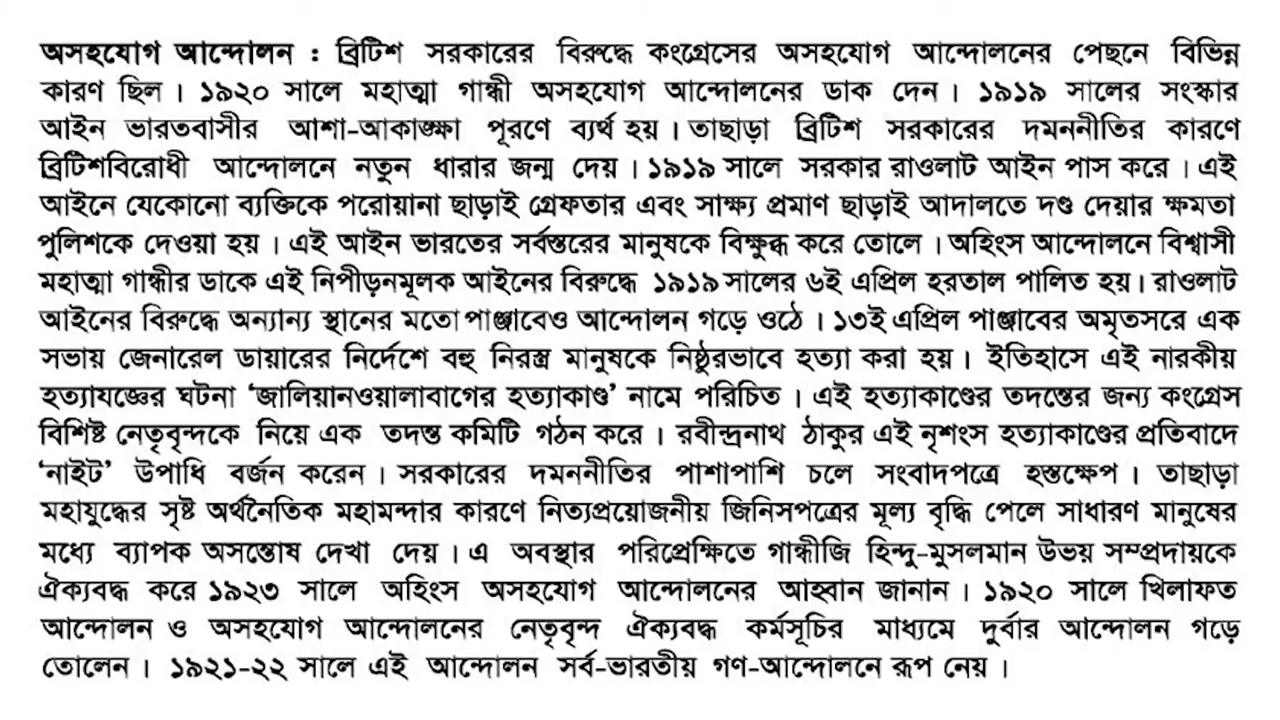 অসহযোগ আন্দোলন : ব্রিটিশ সরকারের বিরুদ্ধে কংগ্রেসের অসহযোগ আন্দোলনের পেছনে বিভিন্ন
কারণ ছিল । ১৯২০ সালে মহাত্মা গান্ধী অসহযোগ আন্দোলনের ডাক দেন । ১৯১৯ সালের সংস্কার
আইন ভারতবাসীর আশা-আকাঙ্ক্ষা পূরণে ব্যর্থ হয় । তাছাড়া ব্রিটিশ সরকারের দমননীতির কারণে
ব্রিটিশবিরোধী আন্দোলনে নতুন ধারার জন্ম দেয় । ১৯১৯ সালে সরকার রাওলাট আইন পাস করে । এই
আইনে যেকোনো ব্যক্তিকে পরোয়ানা ছাড়াই গ্রেফতার এবং সাক্ষ্য প্রমাণ ছাড়াই আদালতে দণ্ড দেয়ার ক্ষমতা
পুলিশকে দেওয়া হয় । এই আইন ভারতের সর্বস্তরের মানুষকে বিক্ষুব্ধ করে তোলে । অহিংস আন্দোলনে বিশ্বাসী
মহাত্মা গান্ধীর ডাকে এই নিপীড়নমূলক আইনের বিরুদ্ধে ১৯১৯ সালের ৬ই এপ্রিল হরতাল পালিত হয় । রাওলাট
আইনের বিরুদ্ধে অন্যান্য স্থানের মতো পাঞ্জাবেও আন্দোলন গড়ে ওঠে । ১৩ই এপ্রিল পাঞ্জাবের অমৃতসরে এক
সভায় জেনারেল ডায়ারের নির্দেশে বহু নিরস্ত্র মানুষকে নিষ্ঠুরভাবে হত্যা করা হয় । ইতিহাসে এই নারকীয়
হত্যাযজ্ঞের ঘটনা ‘জালিয়ানওয়ালাবাগের হত্যাকাণ্ড’ নামে পরিচিত । এই হত্যাকাণ্ডের তদন্তের জন্য কংগ্রেস
বিশিষ্ট নেতৃবৃন্দকে নিয়ে এক তদন্ত কমিটি গঠন করে । রবীন্দ্রনাথ ঠাকুর এই নৃশংস হত্যাকাণ্ডের প্রতিবাদে
‘নাইট’ উপাধি বর্জন করেন । সরকারের দমননীতির পাশাপাশি চলে সংবাদপত্রে হস্তক্ষেপ । তাছাড়া
মহাযুদ্ধের সৃষ্ট অর্থনৈতিক মহামন্দার কারণে নিত্যপ্রয়োজনীয় জিনিসপত্রের মূল্য বৃদ্ধি পেলে সাধারণ মানুষের
মধ্যে ব্যাপক অসন্তোষ দেখা দেয় । এ অবস্থার পরিপ্রেক্ষিতে গান্ধীজি হিন্দু-মুসলমান উভয় সম্প্রদায়কে
ঐক্যবদ্ধ করে ১৯২৩ সালে অহিংস অসহযোগ আন্দোলনের আহ্বান জানান । ১৯২০ সালে খিলাফত
আন্দোলন ও অসহযোগ আন্দোলনের নেতৃবৃন্দ ঐক্যবদ্ধ কর্মসূচির মাধ্যমে দুর্বার আন্দোলন গড়ে
তোলেন । ১৯২১-২২ সালে এই আন্দোলন সর্ব-ভারতীয় গণ-আন্দোলনে রূপ নেয় ।